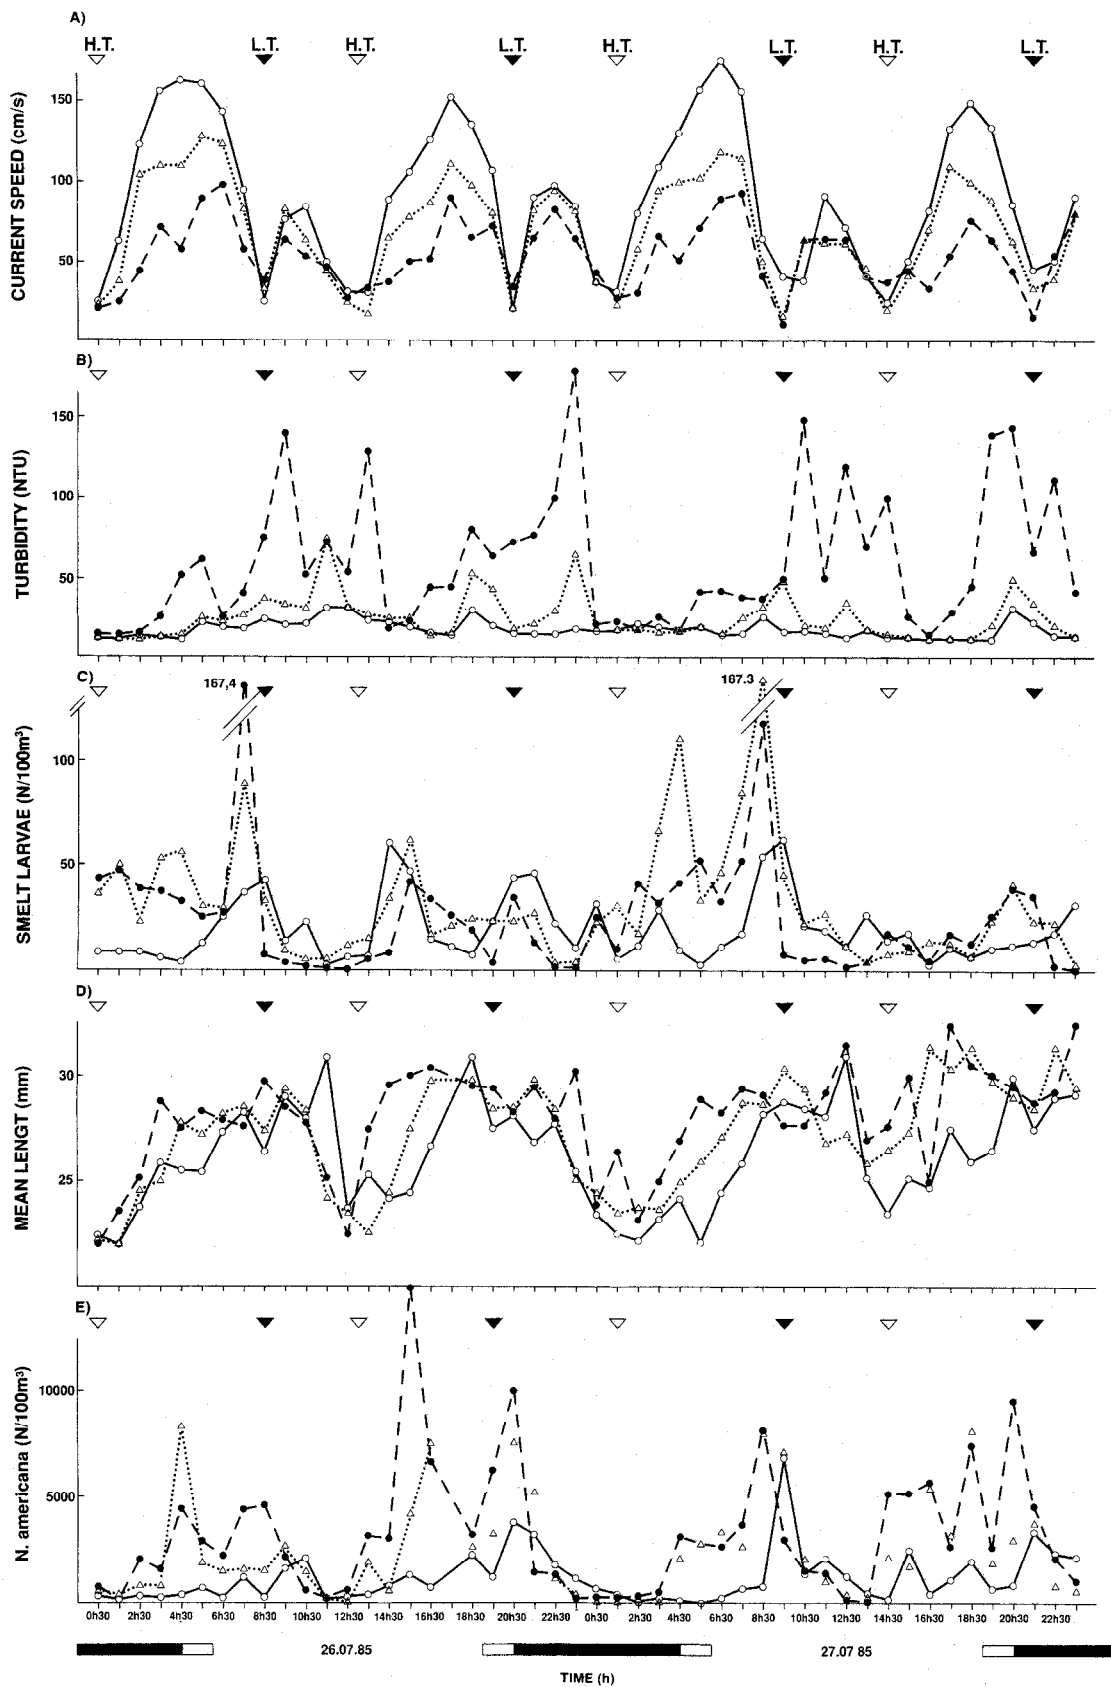 A)
H.T. L.T. H.T. L.T. H.T. L.T. H.T. L.T.
CURRENT SPEED (cm/s)
150
100
50
B)
TURBIDITY (NTU)
150
100
50
C)
167,4
167.3
SMELT LARVAE (N/100m³)
100
50
D)
MEAN LENGT (mm)
30
25
E)
N. americana (N/100m³)
10000
5000
0h30 2h30 4h30 6h30 8h30 10h30 12h30 14h30 16h30 18h30 20h30 22h30 0h30 2h30 4h30 6h30 8h30 10h30 12h30 14h30 16h30 18h30 20h30 22h30
26.07.85
27.07 85
TIME (h)